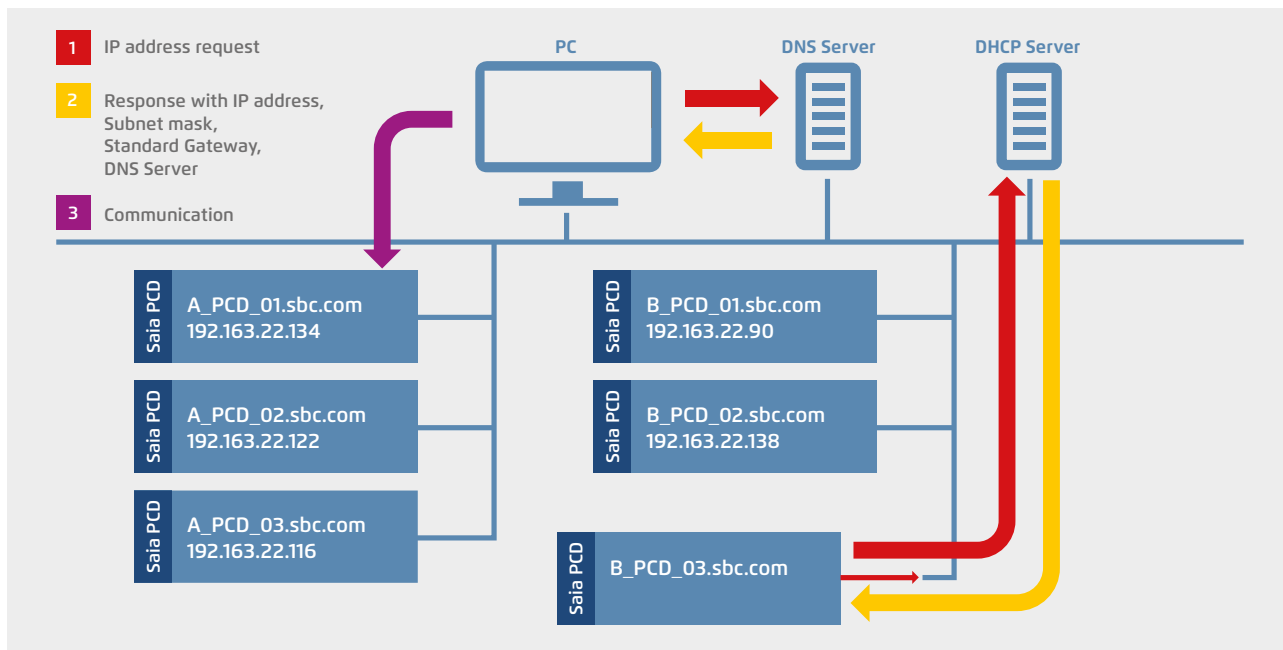 1 IP address request
2 Response with IP address,
Subnet mask,
Standard Gateway,
DNS Server
3 Communication
PC
DNS Server
DHCP Server
Saia PCD
A_PCD_01.sbc.com
192.163.22.134
Saia PCD
A_PCD_02.sbc.com
192.163.22.122
Saia PCD
A_PCD_03.sbc.com
192.163.22.116
Saia PCD
B_PCD_01.sbc.com
192.163.22.90
Saia PCD
B_PCD_02.sbc.com
192.163.22.138
Saia PCD
B_PCD_03.sbc.com